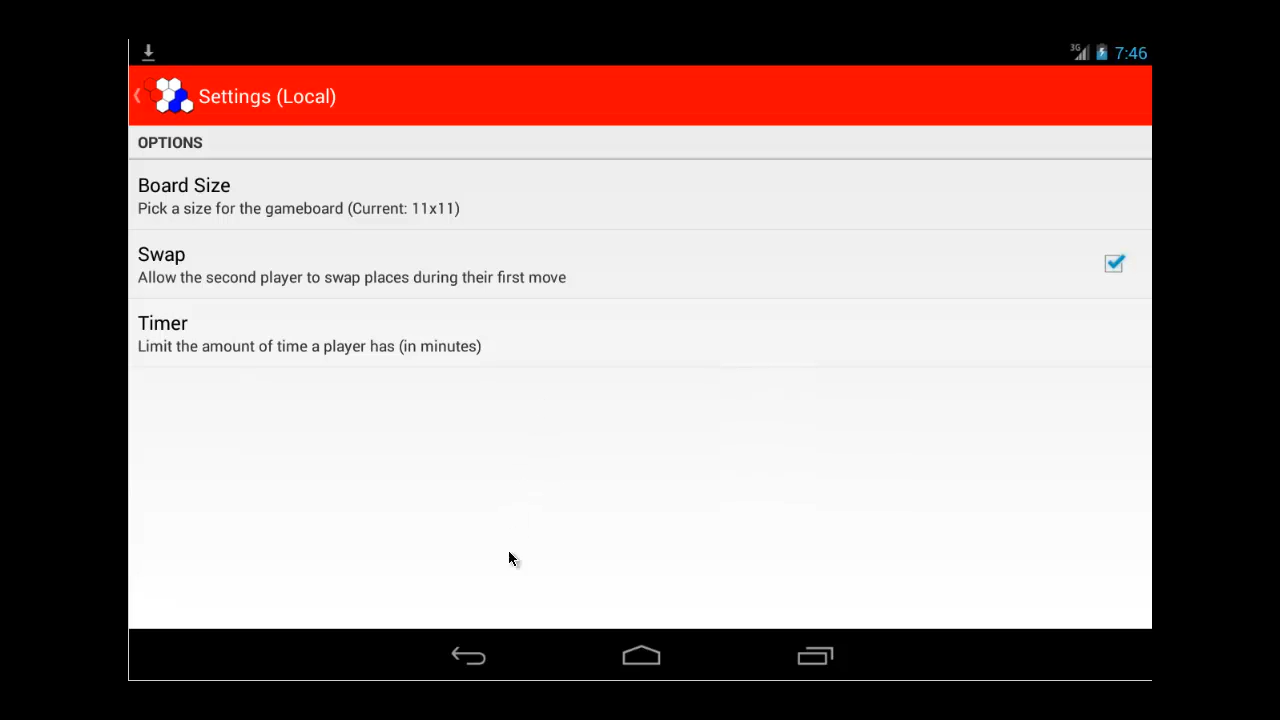 3G 7:46
Settings (Local)
OPTIONS
Board Size
Pick a size for the gameboard (Current: 11x11)
Swap
Allow the second player to swap places during their first move
Timer
Limit the amount of time a player has (in minutes)